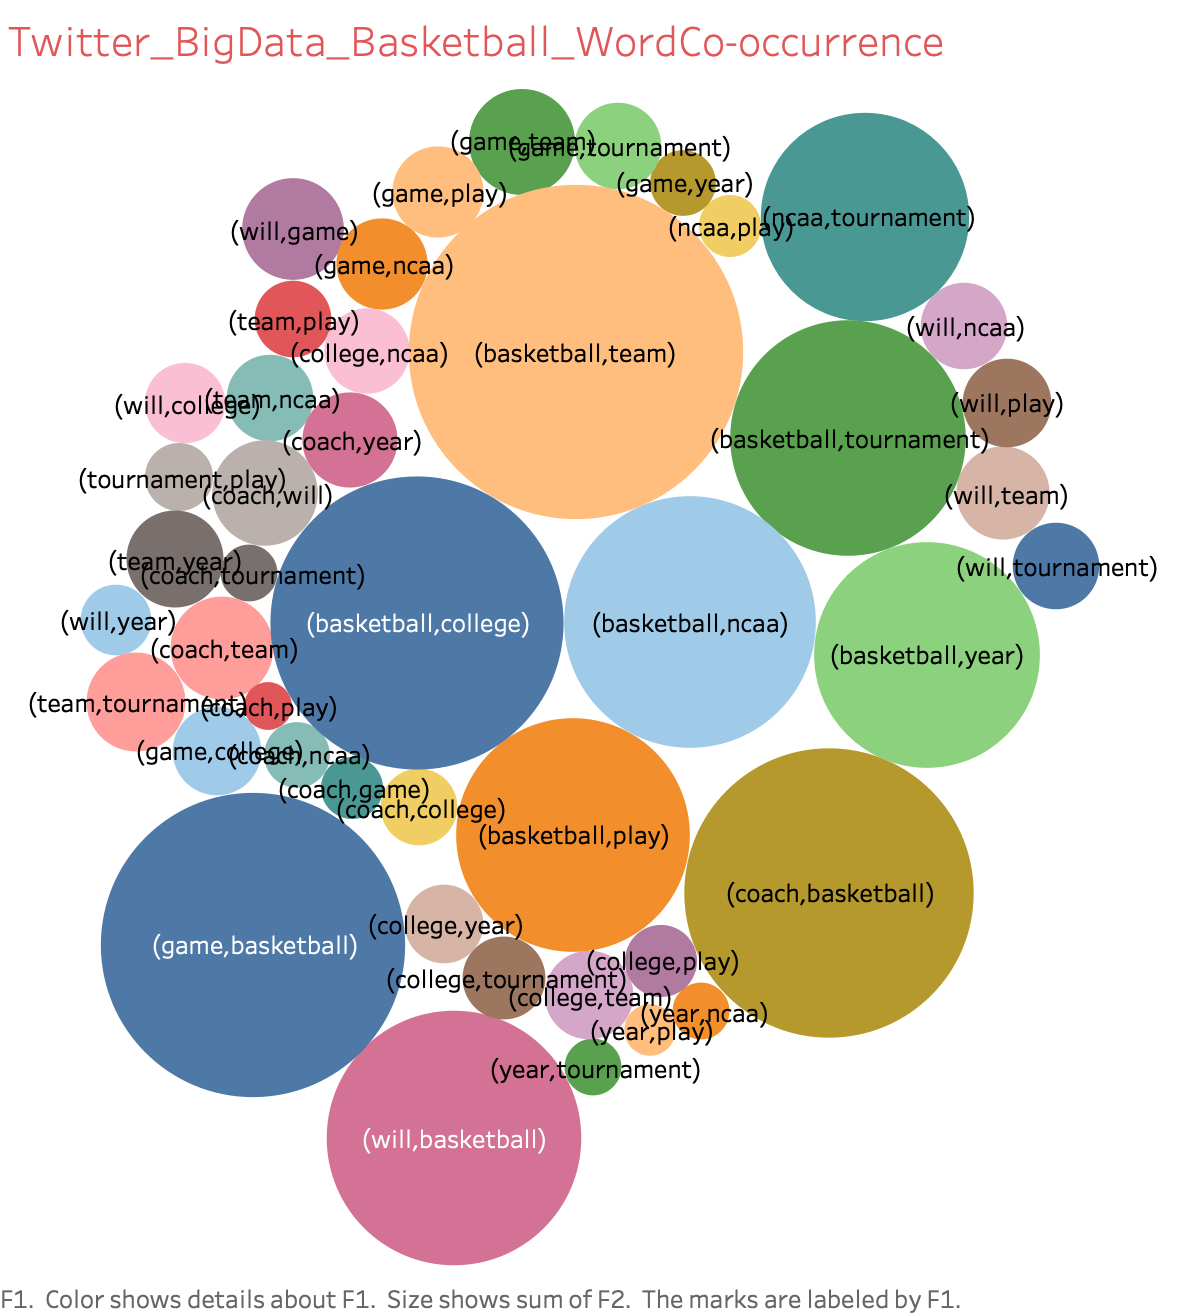 Twitter_BigData_Basketball_WordCo-occurrence
(game,team)
(game,tournament)
(game,year)
(game,play)
(ncaa,tournament)
(ncaa,play)
(will,game)
(game,ncaa)
(team,play)
(will,ncaa)
(college,ncaa)
(basketball,team)
(team,ncaa)
(will,college)
(will,play)
(coach,year)
(basketball,tournament)
(tournament,play)
(coach,will)
(will,team)
(team,year)
(will,tournament)
(coach,tournament)
(will,year)
(basketball,college)
(basketball,ncaa)
(coach,team)
(basketball,year)
(team,tournament)
(coach,play)
(game,college)
(coach,ncaa)
(coach,game)
(coach,college)
(basketball,play)
(coach,basketball)
(college,year)
(game,basketball)
(college,play)
(college,tournament)
(college,team)
(year,ncaa)
(year,play)
(year,tournament)
(will,basketball)
F1.  Color shows details about F1.  Size shows sum of F2.  The marks are labeled by F1.